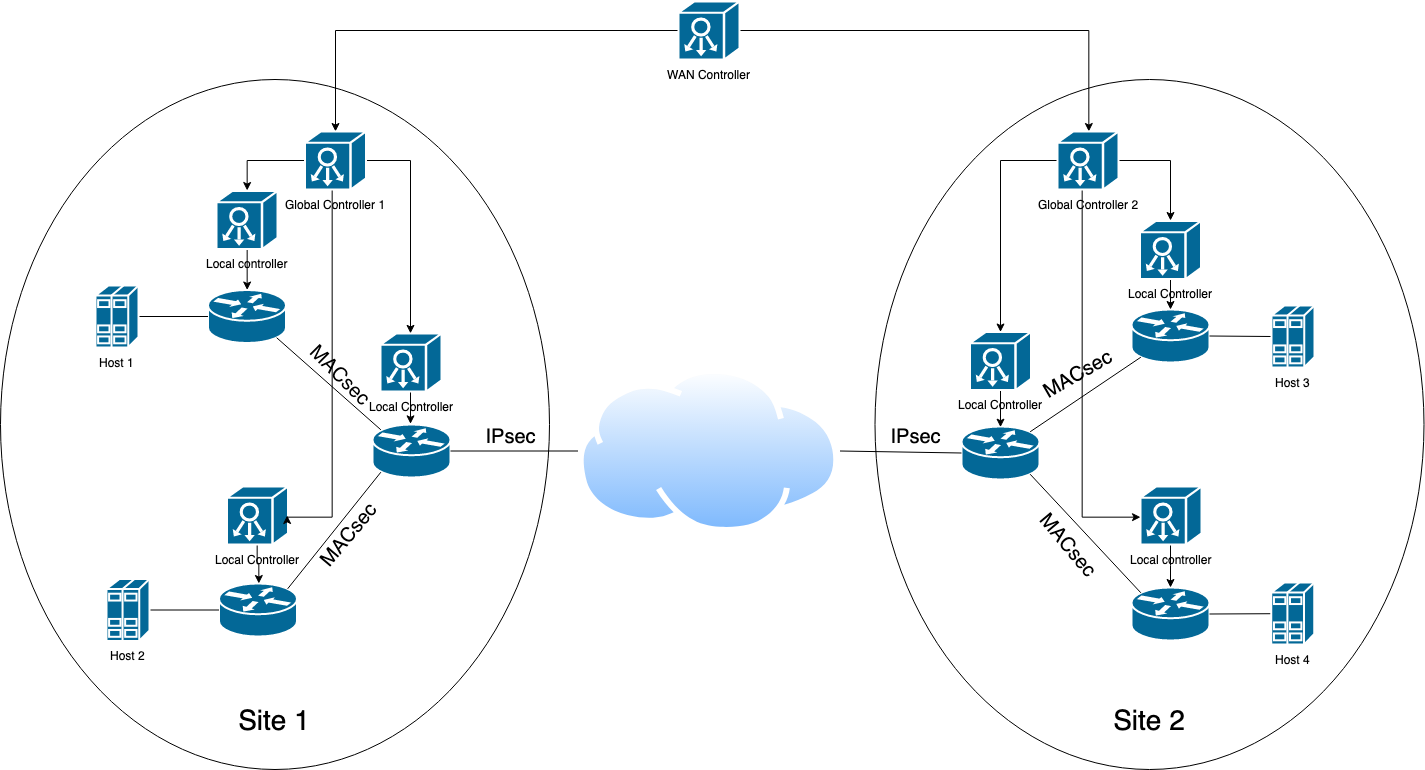 WAN Controller
Global Controller 1
Global Controller 2
Local controller
Local Controller
Host 1
Host 3
MACsec
MACsec
Local Controller
Local Controller
IPsec
IPsec
Local Controller
Local controller
MACsec
MACsec
Host 2
Host 4
Site 1
Site 2